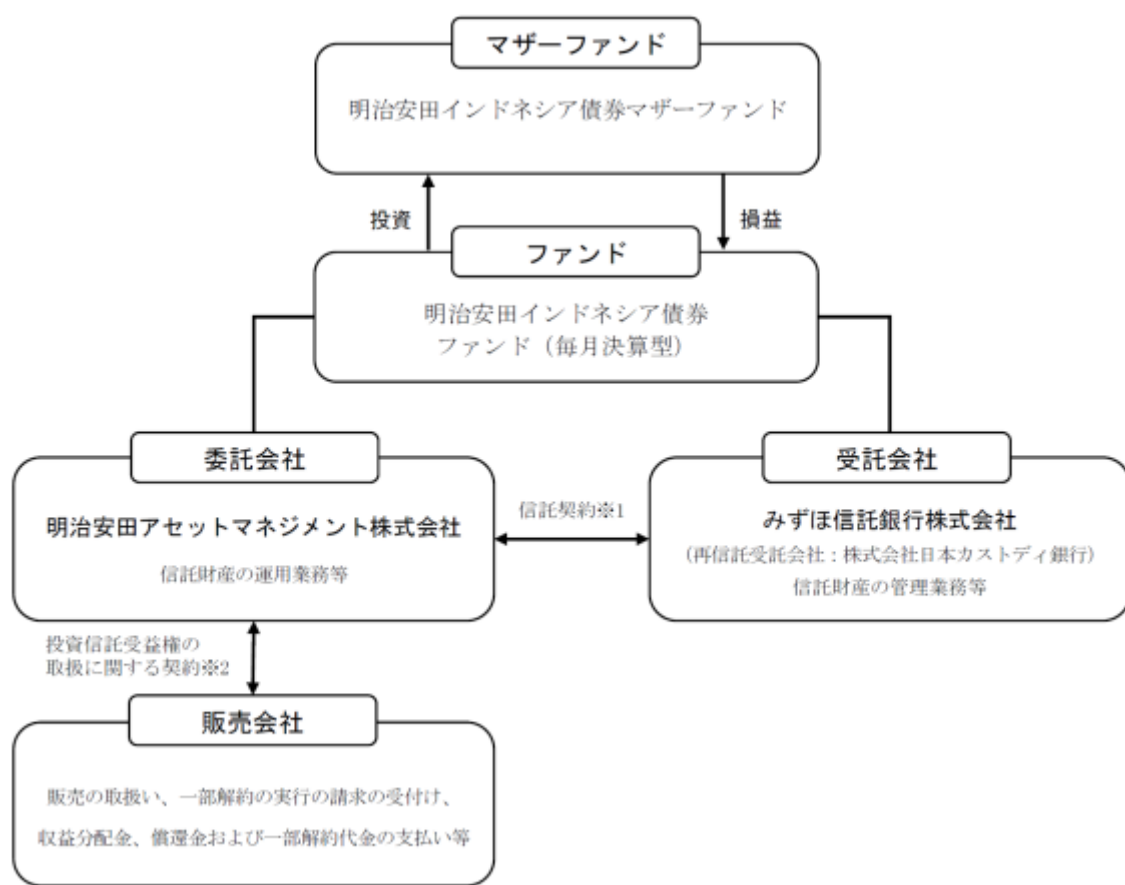 マザーファンド
明治安田インドネシア債券マザーファンド
投資
損益
ファンド
明治安田インドネシア債券
ファンド（毎月決算型）
委託会社
明治安田アセットマネジメント株式会社
信託財産の運用業務等
信託契約※1
受託会社
みずほ信託銀行株式会社
（再信託受託会社：株式会社日本カストディ銀行）
信託財産の管理業務等
投資信託受益権の
取扱に関する契約※2
販売会社
販売の取扱い、一部解約の実行の請求の受付け、
収益分配金、償還金および一部解約代金の支払い等